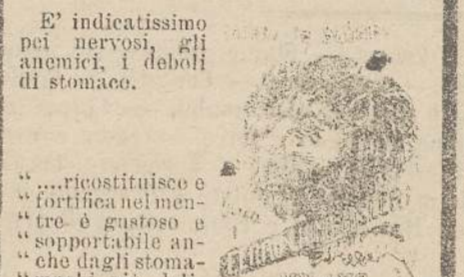 E' indicatissimo
pei nervosi, gli
anemici, i deboli
di stomaco.
“ ....ricostituisce e
“ fortifica nel men-
“ tre è gustoso e
“ sopportabile an-
“ che dagli stoma-